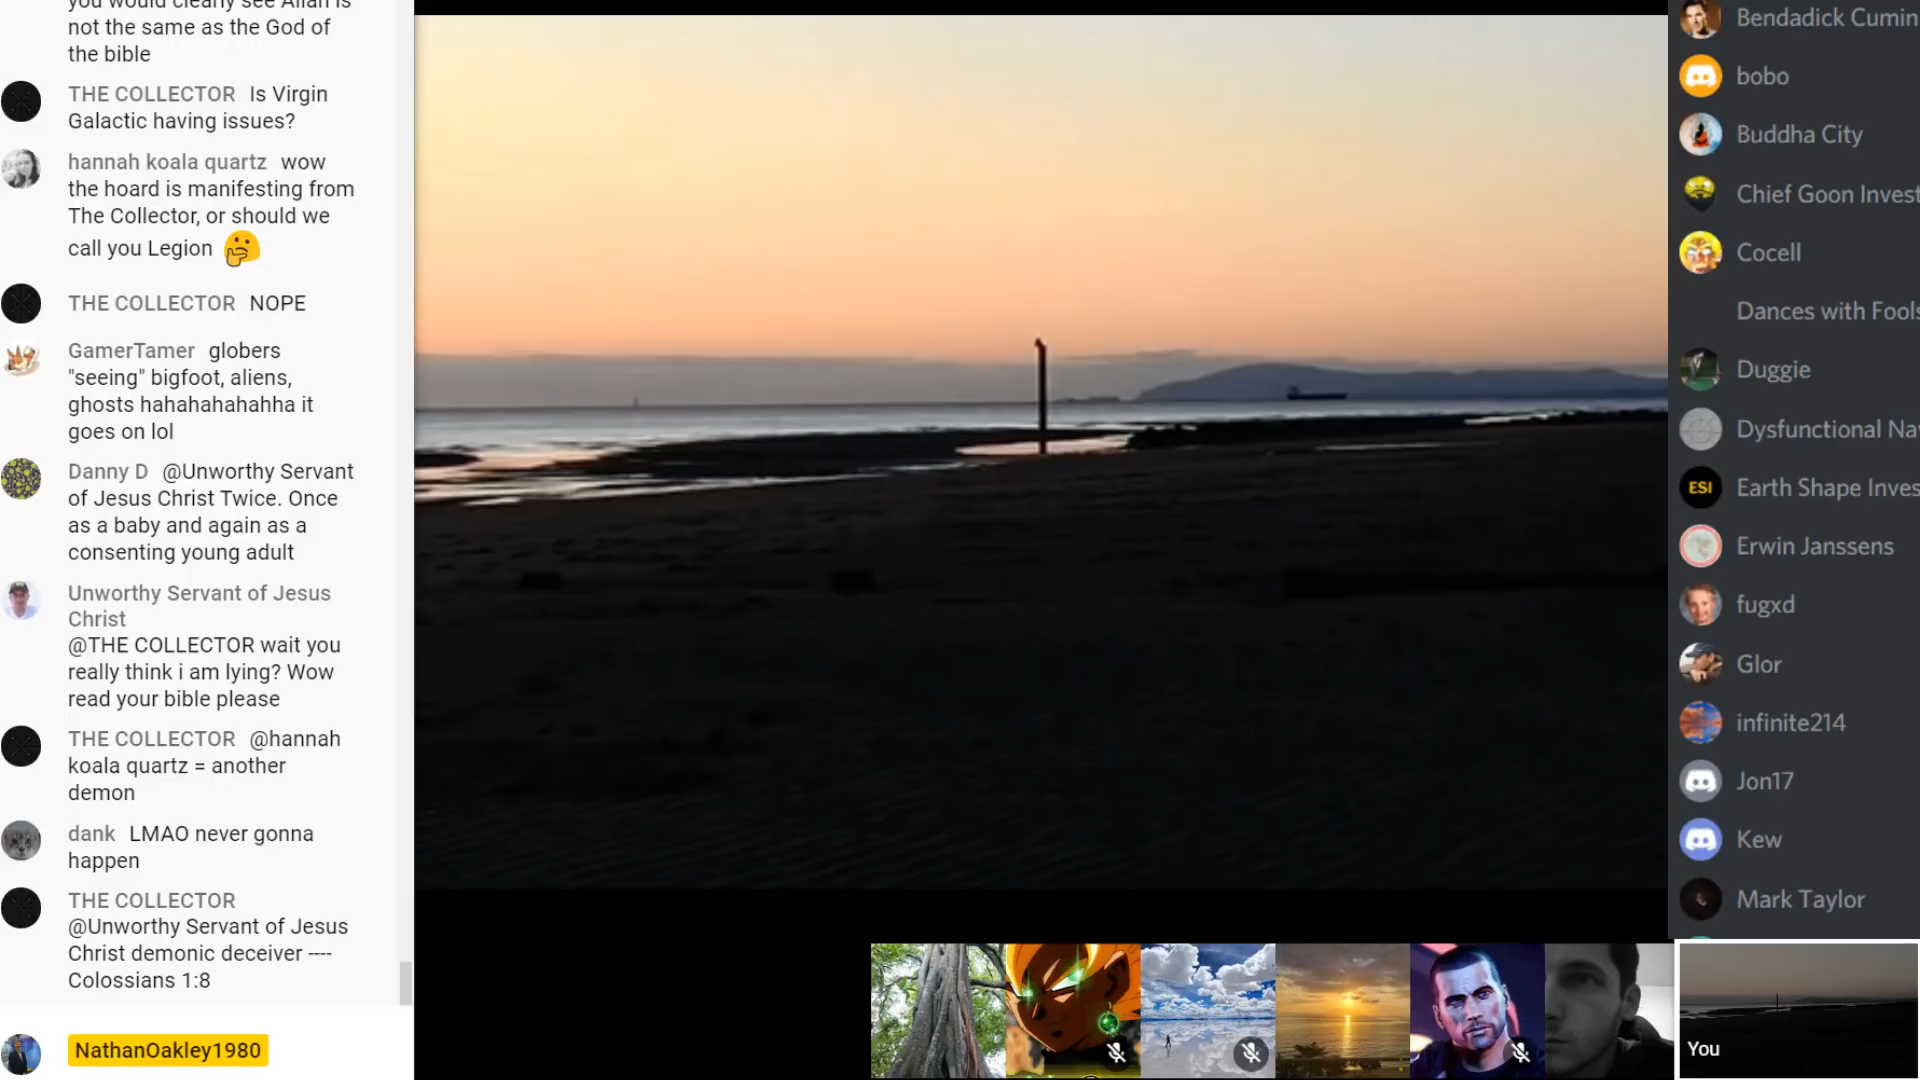 you would clearly see Allah is
not the same as the God of
the bible
THE COLLECTOR Is Virgin
Galactic having issues?
hannah koala quartz wow
the hoard is manifesting from
The Collector, or should we
call you Legion
THE COLLECTOR NOPE
GamerTamer globers
"seeing" bigfoot, aliens,
ghosts hahahahahahha it
goes on lol
Danny D @Unworthy Servant
of Jesus Christ Twice. Once
as a baby and again as a
consenting young adult
Unworthy Servant of Jesus
Christ
@THE COLLECTOR wait you
really think i am lying? Wow
read your bible please
THE COLLECTOR @hannah
koala quartz = another
demon
dank LMAO never gonna
happen
THE COLLECTOR
@Unworthy Servant of Jesus
Christ demonic deceiver ----
Colossians 1:8
NathanOakley1980
Bendadick Cumin
bobo
Buddha City
Chief Goon Invest
Cocell
Dances with Fools
Duggie
Dysfunctional Na
ESI
Earth Shape Inves
Erwin Janssens
fugxd
Glor
infinite214
Jon17
Kew
Mark Taylor
You